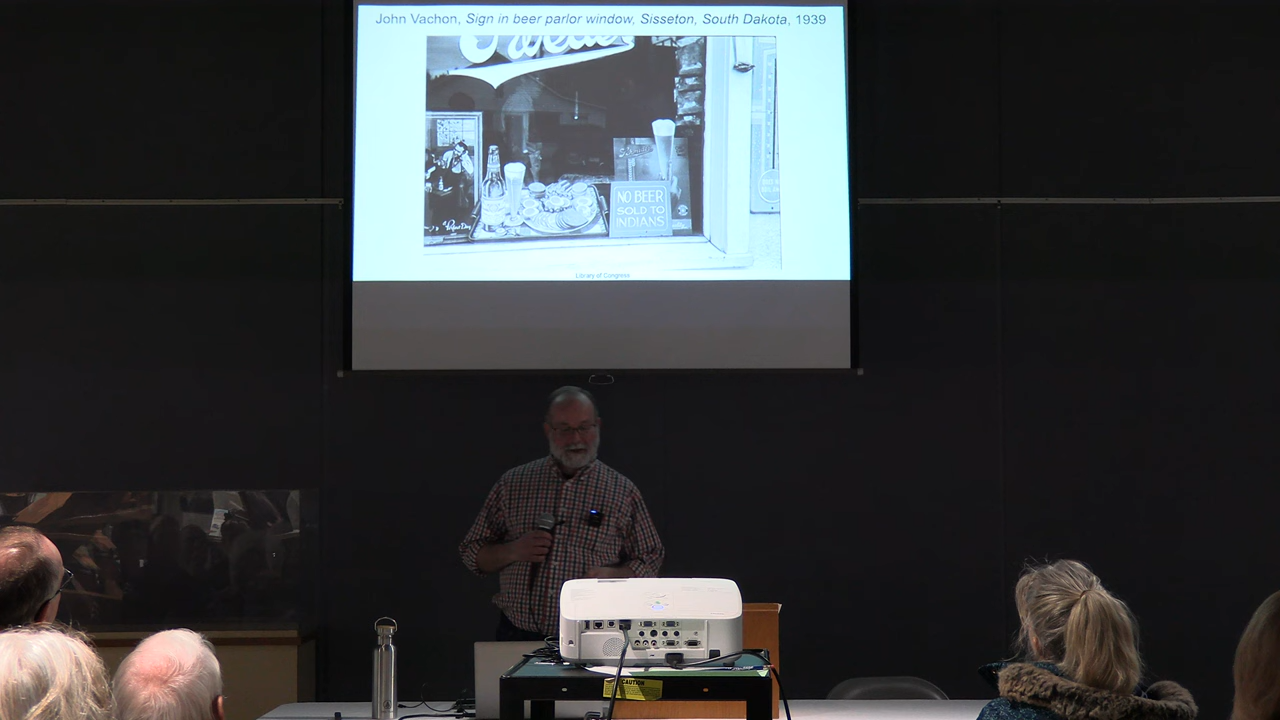 John Vachon, Sign in beer parlor window, Sisseton, South Dakota, 1939
NO BEER
SOLD TO
INDIANS
Library of Congress
CAUTION